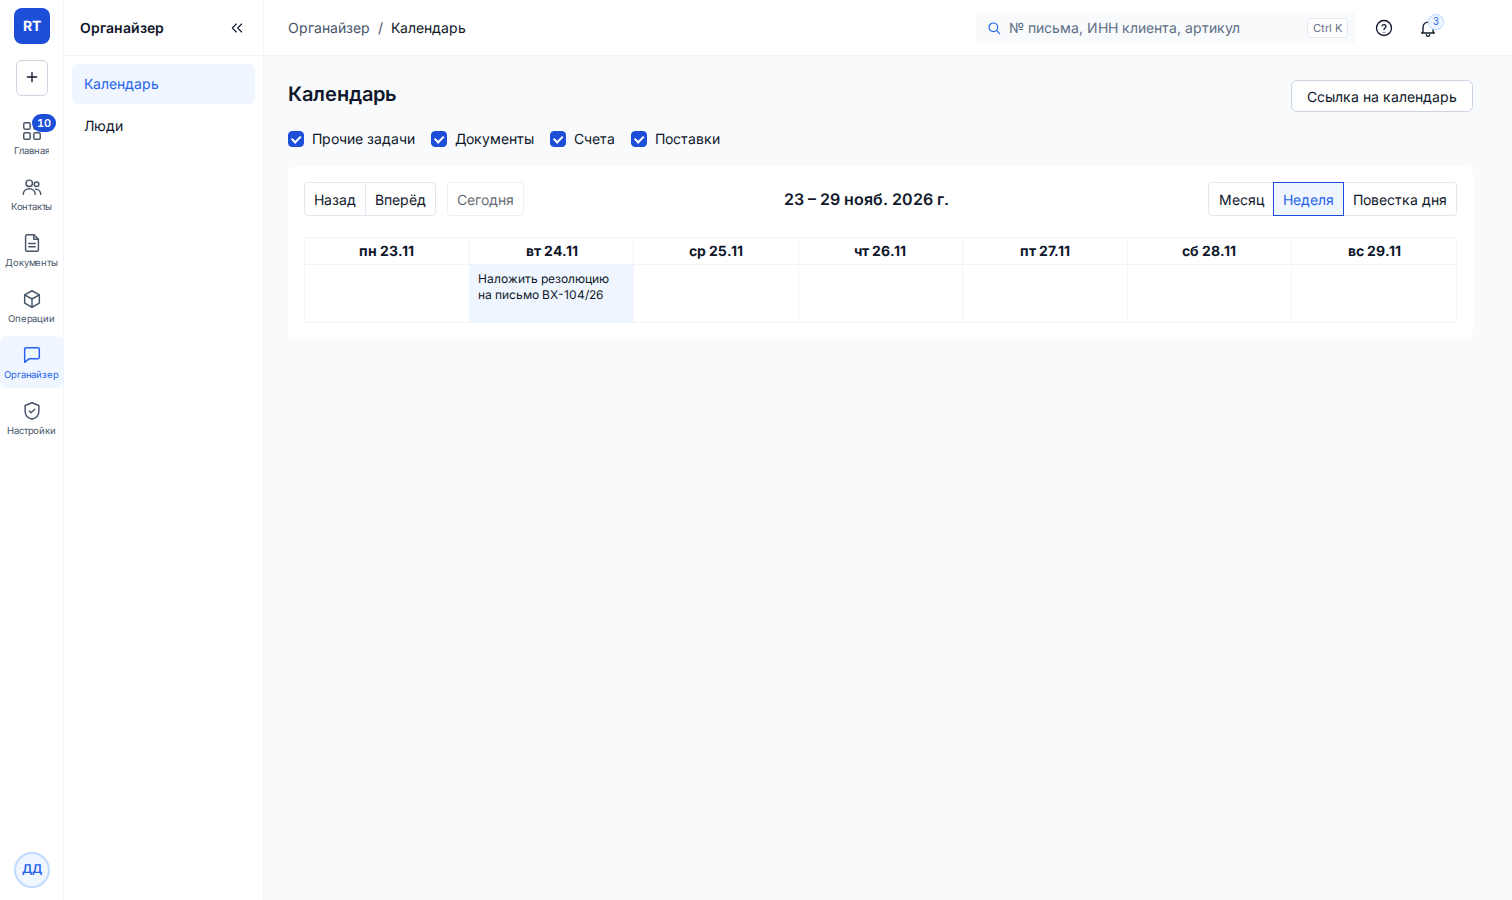 RT
Органайзер
Органайзер / Календарь
№ письма, ИНН клиента, артикул
Ctrl K
3
+
10
Главная
Контакты
Документы
Операции
Органайзер
Настройки
ДД
Календарь
Люди
Календарь
Ссылка на календарь
Прочие задачи
Документы
Счета
Поставки
Назад
Вперёд
Сегодня
23 – 29 нояб. 2026 г.
Месяц
Неделя
Повестка дня
пн 23.11
вт 24.11
ср 25.11
чт 26.11
пт 27.11
сб 28.11
вс 29.11
Наложить резолюцию
на письмо ВХ-104/26